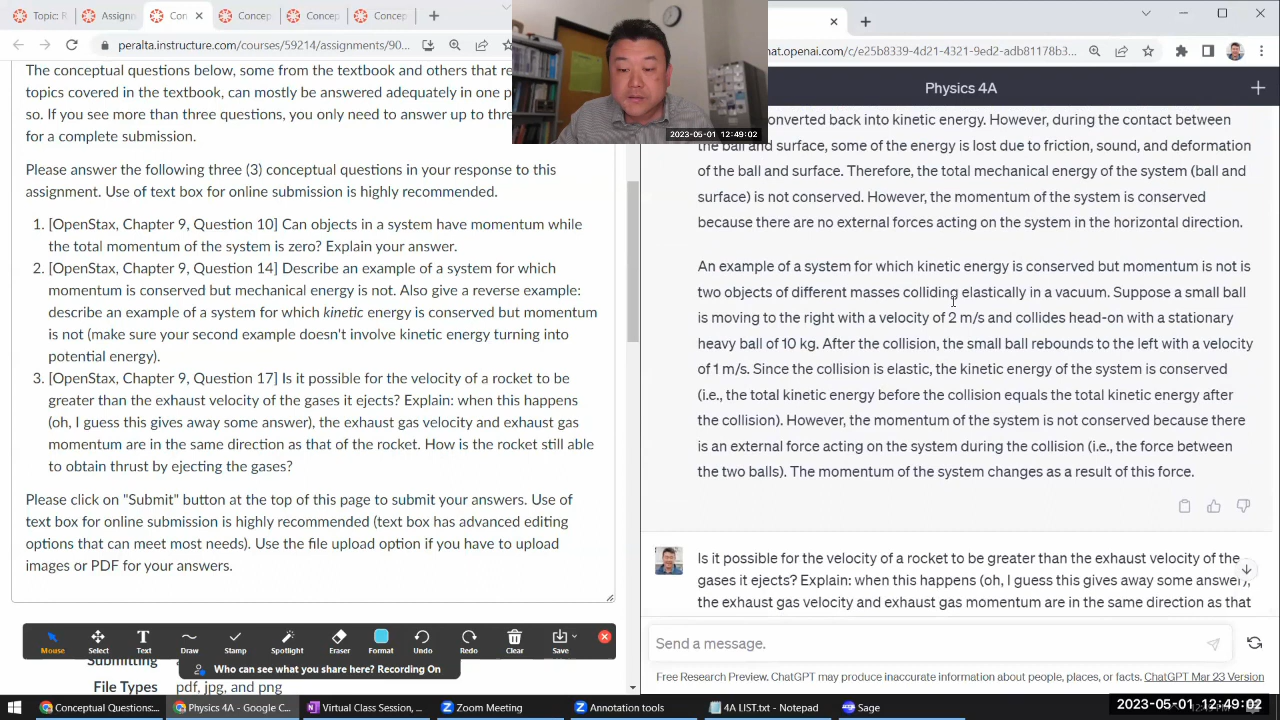 Topic:
Con
Assign
Concep
peralta.instructure.com/courses/59214/assignments/90...
hat.openai.com/c/e25b8339-4d21-4321-9ed2-adb81178b3...
The conceptual questions below, some from the textbook and others that re
topics covered in the textbook, can mostly be answered adequately in one p
so. If you see more than three questions, you only need to answer up to thre
for a complete submission.
Please answer the following three (3) conceptual questions in your response to this
assignment. Use of text box for online submission is highly recommended.
1. [OpenStax, Chapter 9, Question 10] Can objects in a system have momentum while
the total momentum of the system is zero? Explain your answer.
2. [OpenStax, Chapter 9, Question 14] Describe an example of a system for which
momentum is conserved but mechanical energy is not. Also give a reverse example:
describe an example of a system for which kinetic energy is conserved but momentum
is not (make sure your second example doesn't involve kinetic energy turning into
potential energy).
3. [OpenStax, Chapter 9, Question 17] Is it possible for the velocity of a rocket to be
greater than the exhaust velocity of the gases it ejects? Explain: when this happens
(oh, I guess this gives away some answer), the exhaust gas velocity and exhaust gas
momentum are in the same direction as that of the rocket. How is the rocket still able
to obtain thrust by ejecting the gases?
Please click on "Submit" button at the top of this page to submit your answers. Use of
text box for online submission is highly recommended (text box has advanced editing
options that can meet most needs). Use the file upload option if you have to upload
images or PDF for your answers.
Mouse
Select
Text
Draw
Stamp
Spotlight
Eraser
Format
Undo
Redo
Clear
Save
Submitting
Who can see what you share here? Recording On
File Types
pdf, jpg, and png
2023-05-01 12:49:02
Physics 4A
onverted back into kinetic energy. However, during the contact between
the ball and surface, some of the energy is lost due to friction, sound, and deformation
of the ball and surface. Therefore, the total mechanical energy of the system (ball and
surface) is not conserved. However, the momentum of the system is conserved
because there are no external forces acting on the system in the horizontal direction.
An example of a system for which kinetic energy is conserved but momentum is not is
two objects of different masses colliding elastically in a vacuum. Suppose a small ball
is moving to the right with a velocity of 2 m/s and collides head-on with a stationary
heavy ball of 10 kg. After the collision, the small ball rebounds to the left with a velocity
of 1 m/s. Since the collision is elastic, the kinetic energy of the system is conserved
(i.e., the total kinetic energy before the collision equals the total kinetic energy after
the collision). However, the momentum of the system is not conserved because there
is an external force acting on the system during the collision (i.e., the force between
the two balls). The momentum of the system changes as a result of this force.
Is it possible for the velocity of a rocket to be greater than the exhaust velocity of the
gases it ejects? Explain: when this happens (oh, I guess this gives away some answer),
the exhaust gas velocity and exhaust gas momentum are in the same direction as that
Send a message.
Free Research Preview. ChatGPT may produce inaccurate information about people, places, or facts. ChatGPT Mar 23 Version
Conceptual Questions:...
Physics 4A - Google C...
Virtual Class Session, ...
Zoom Meeting
Annotation tools
4A LIST.txt - Notepad
Sage
2023-05-01 12:49:02